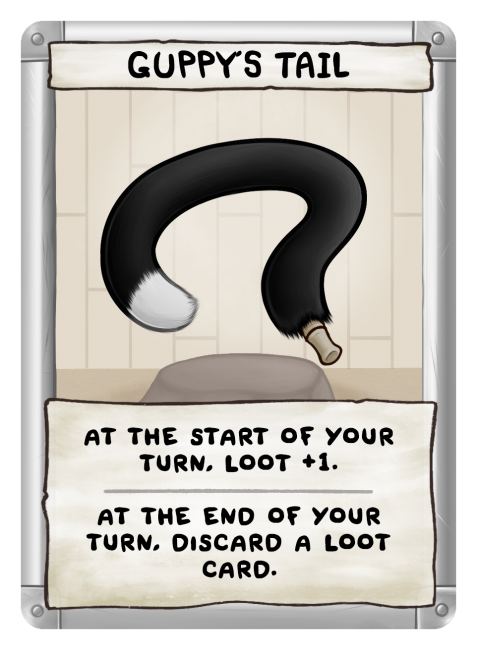 GUPPY'S TAIL
AT THE START OF YOUR
TURN, LOOT +1.
AT THE END OF YOUR
TURN, DISCARD A LOOT
CARD.